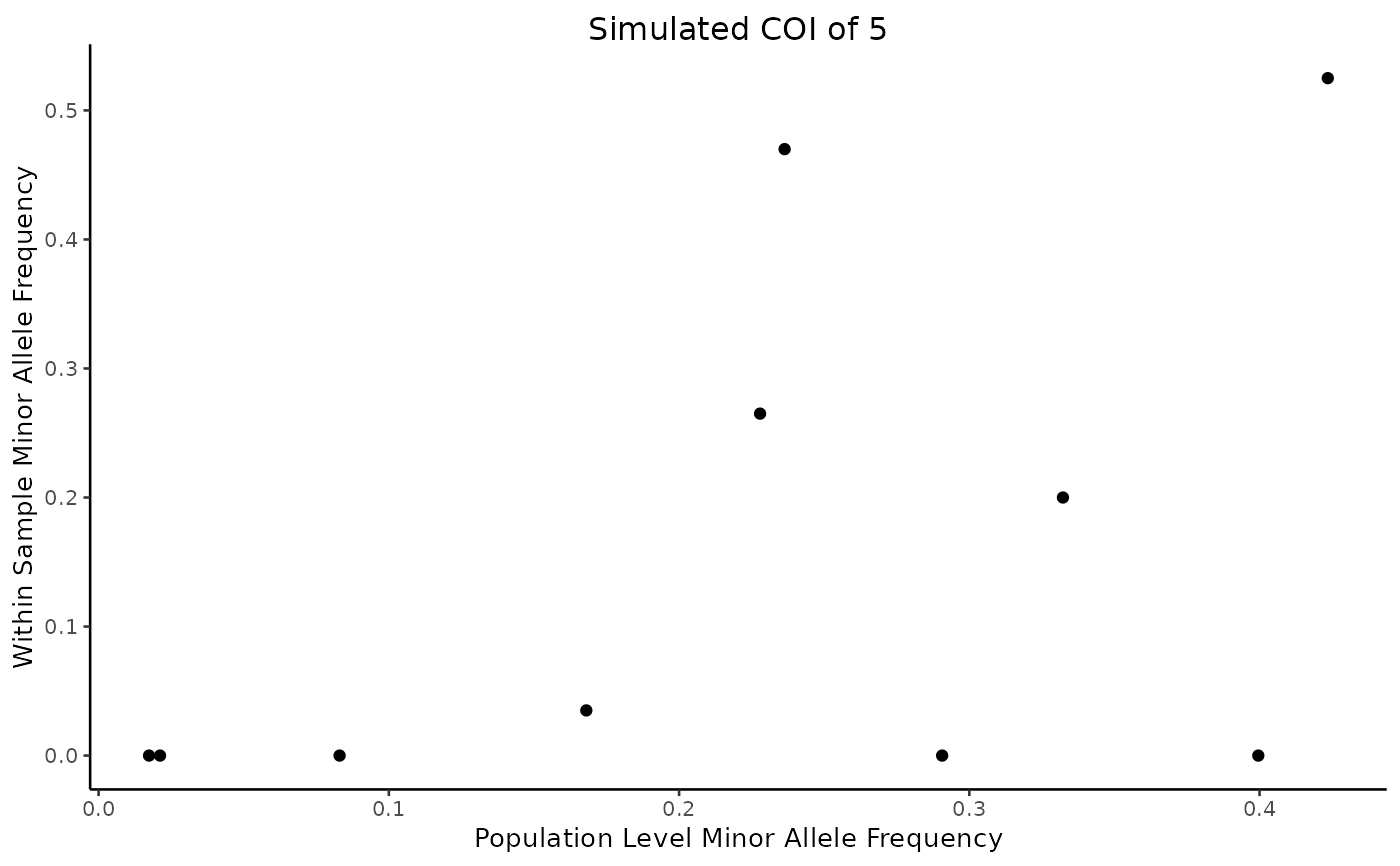 Simulated COI of 5
Within Sample Minor Allele Frequency
0.5
0.4
0.3
0.2
0.1
0.0
0.0 0.1 0.2 0.3 0.4
Population Level Minor Allele Frequency